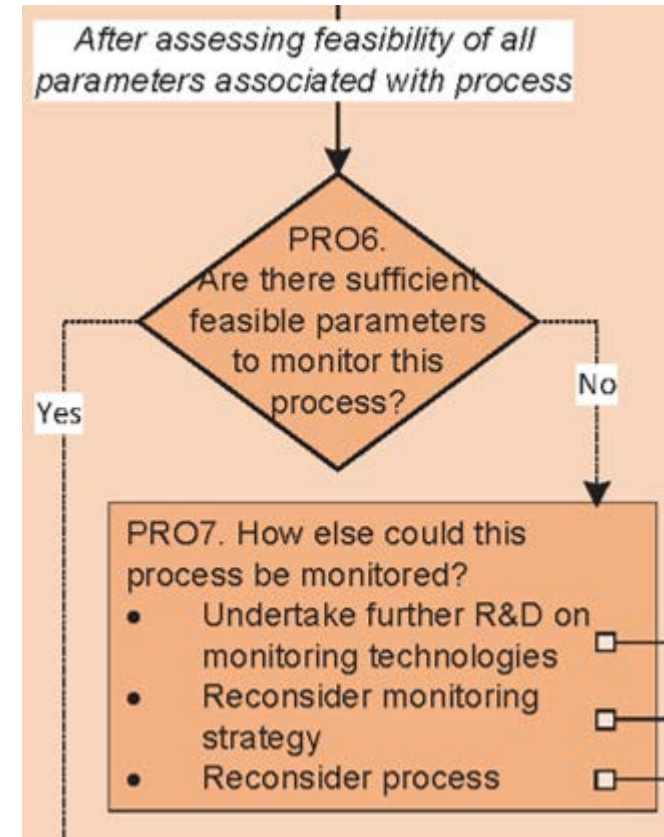 After assessing feasibility of all
parameters associated with process
PRO6.
Are there sufficient
feasible parameters
to monitor this
process?
Yes
No
PRO7. How else could this
process be monitored?
• Undertake further R&D on
monitoring technologies
• Reconsider monitoring
strategy
• Reconsider process